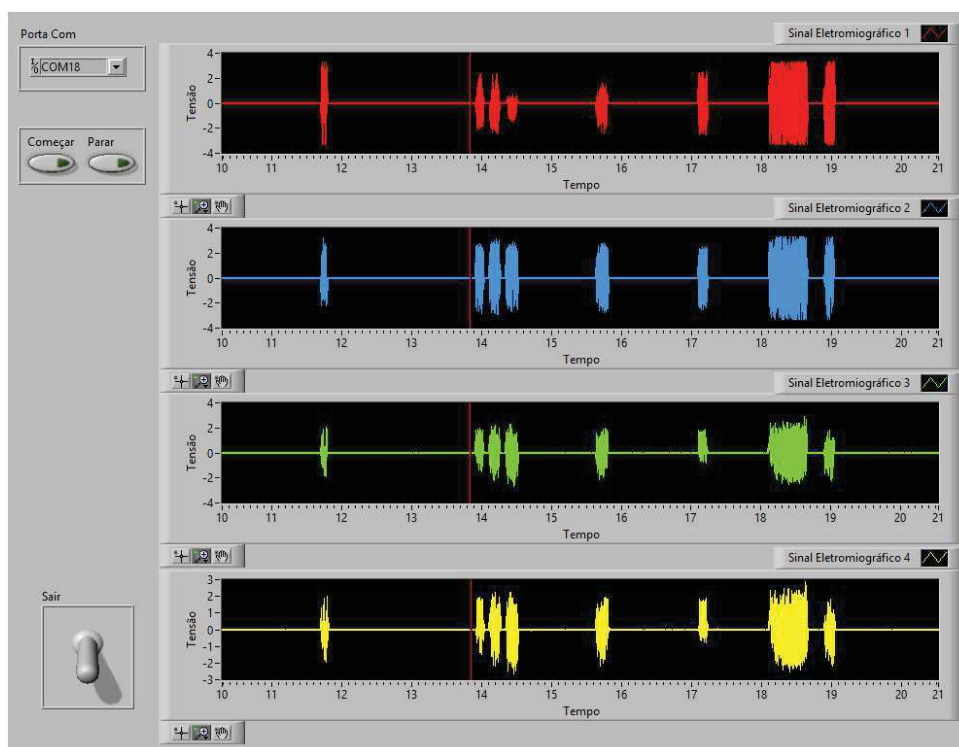 Porta Com
COM18
Começar Parar
Sair
Sinal Eletromiográfico 1
Tensão
4
2
0
-2
-4
10 11 12 13 14 15 16 17 18 19 20 21
Tempo
Sinal Eletromiográfico 2
Tensão
4
2
0
-2
-4
10 11 12 13 14 15 16 17 18 19 20 21
Tempo
Sinal Eletromiográfico 3
Tensão
4
2
0
-2
-4
10 11 12 13 14 15 16 17 18 19 20 21
Tempo
Sinal Eletromiográfico 4
Tensão
3
2
1
0
-1
-2
-3
10 11 12 13 14 15 16 17 18 19 20 21
Tempo